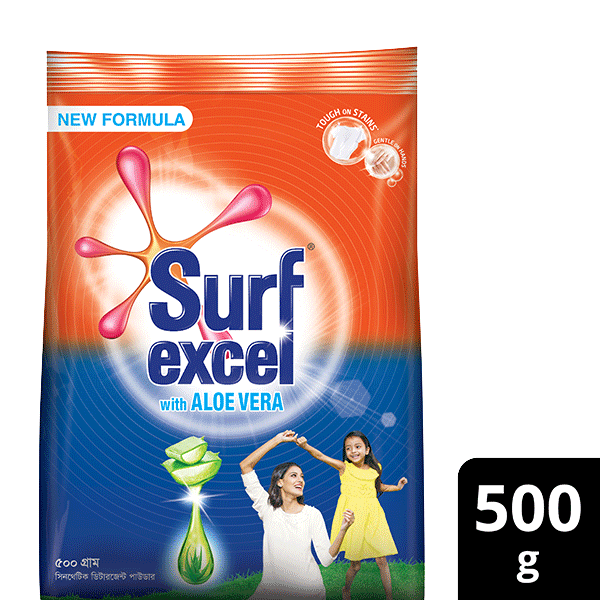 NEW FORMULA
TOUGH ON STAINS*
GENTLE ON HANDS
Surf®
excel
with ALOE VERA
৫০০ গ্রাম
সিনথেটিক ডিটারজেন্ট পাউডার
500
g